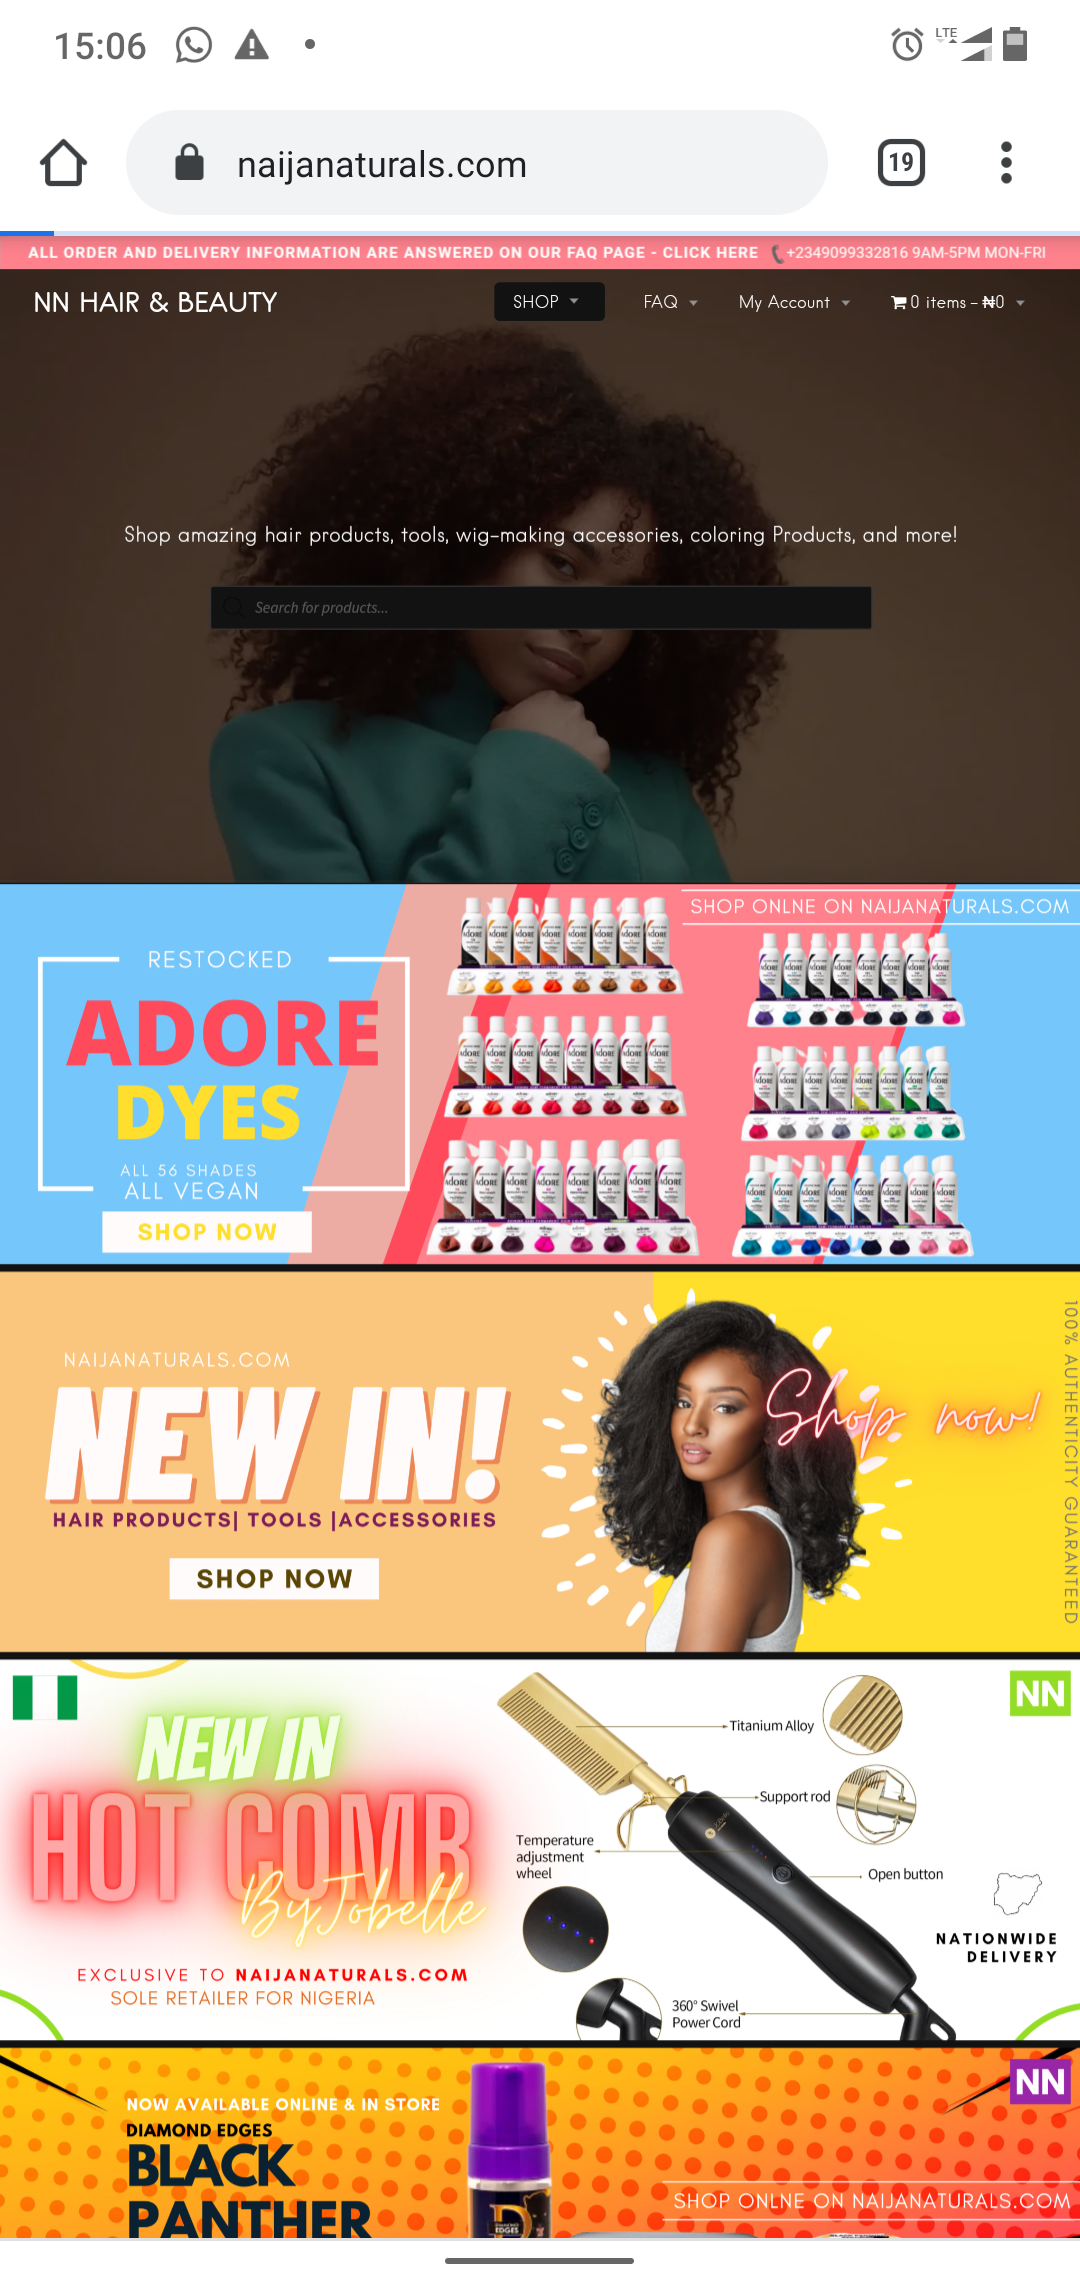 15:06
LTE
naijanaturals.com
19
ALL ORDER AND DELIVERY INFORMATION ARE ANSWERED ON OUR FAQ PAGE - CLICK HERE +2349099332816 9AM-5PM MON-FRI
NN HAIR & BEAUTY
SHOP
FAQ
My Account
0 items - ₦0
Shop amazing hair products, tools, wig-making accessories, coloring Products, and more!
Search for products...
SHOP ONLNE ON NAIJANATURALS.COM
RESTOCKED
ADORE
DYES
ALL 56 SHADES
ALL VEGAN
SHOP NOW
NAIJANATURALS.COM
NEW IN!
HAIR PRODUCTS| TOOLS |ACCESSORIES
SHOP NOW
Shop now!
100% AUTHENTICITY GUARANTEED
NN
NEW IN
HOT COMB
By Jobelle
EXCLUSIVE TO NAIJANATURALS.COM
SOLE RETAILER FOR NIGERIA
Titanium Alloy
Support rod
Temperature
adjustment
wheel
Open button
NATIONWIDE
DELIVERY
360° Swivel
Power Cord
NN
NOW AVAILABLE ONLINE & IN STORE
DIAMOND EDGES
BLACK
PANTHER
SHOP ONLNE ON NAIJANATURALS.COM